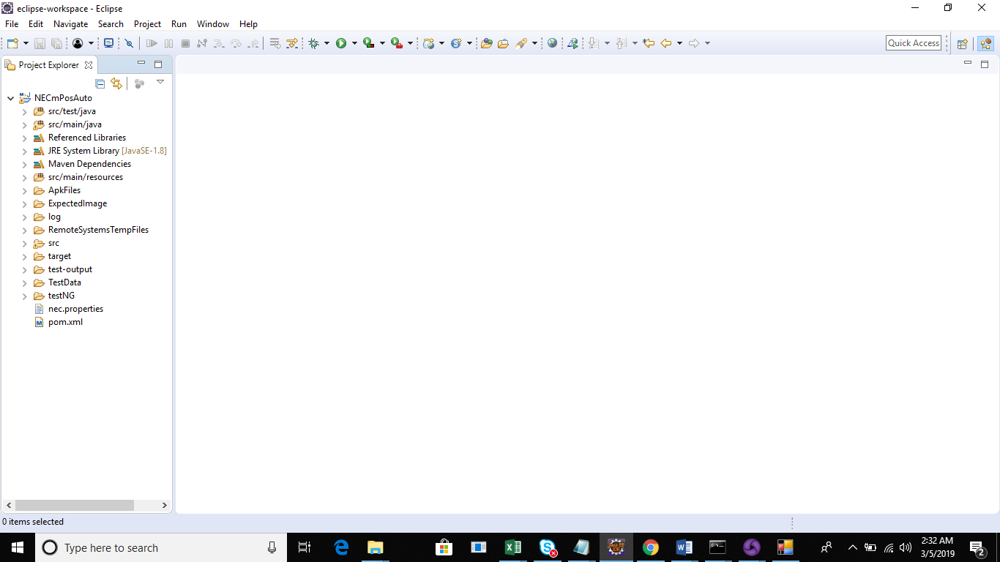 eclipse-workspace - Eclipse
File Edit Navigate Search Project Run Window Help
Quick Access
Project Explorer
NECmPosAuto
src/test/java
src/main/java
Referenced Libraries
JRE System Library [JavaSE-1.8]
Maven Dependencies
src/main/resources
ApkFiles
ExpectedImage
log
RemoteSystemsTempFiles
src
target
test-output
TestData
testNG
nec.properties
pom.xml
0 items selected
Type here to search
2:32 AM
3/5/2019
2